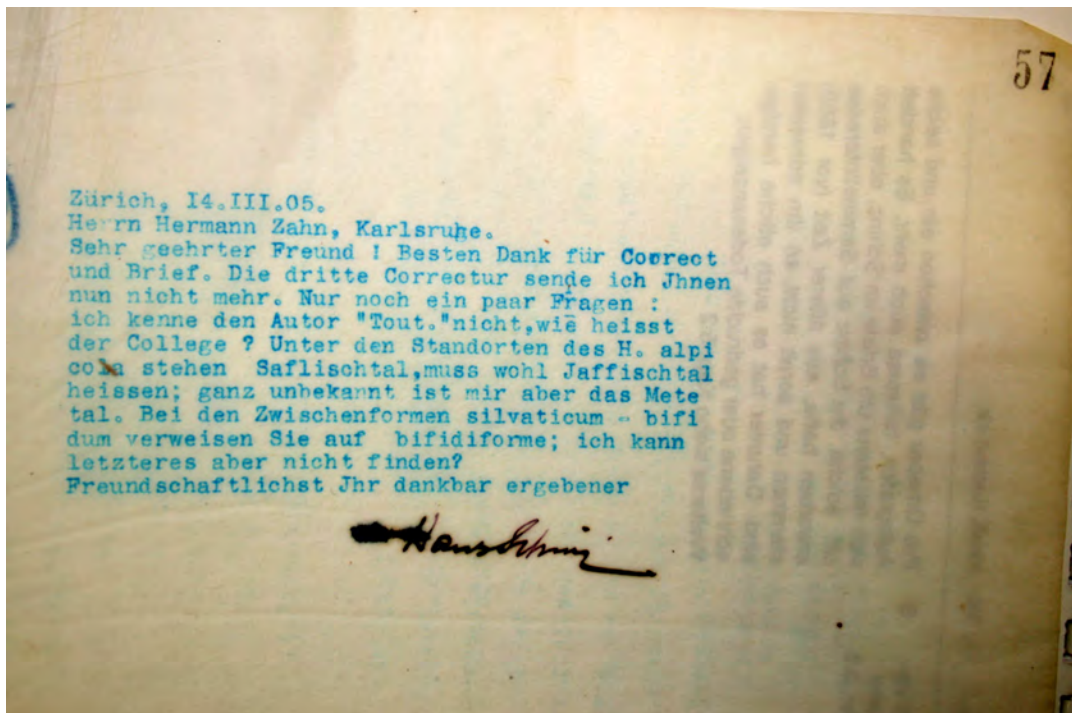 57
Zürich, I4.III.05.
Herrn Hermann Zahn, Karlsruhe.
Sehr geehrter Freund ! Besten Dank für Correct
und Brief. Die dritte Correctur sende ich Jhnen
nun nicht mehr. Nur noch ein paar Fragen :
ich kenne den Autor "Tout."nicht,wie heisst
der College ? Unter den Standorten des H. alpi
cola stehen Saflischtal,muss wohl Jaffischtal
heissen; ganz unbekannt ist mir aber das Mete
tal. Bei den Zwischenformen silvaticum - bifi
dum verweisen Sie auf bifidiforme; ich kann
letzteres aber nicht finden?
Freundschaftlichst Jhr dankbar ergebener
Hans Schinz